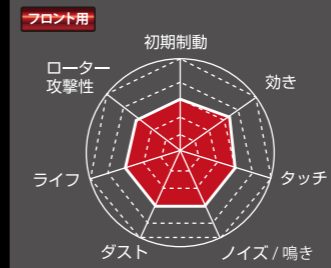 フロント用
初期制動
効き
タッチ
ノイズ / 鳴き
ダスト
ライフ
ローター
攻撃性